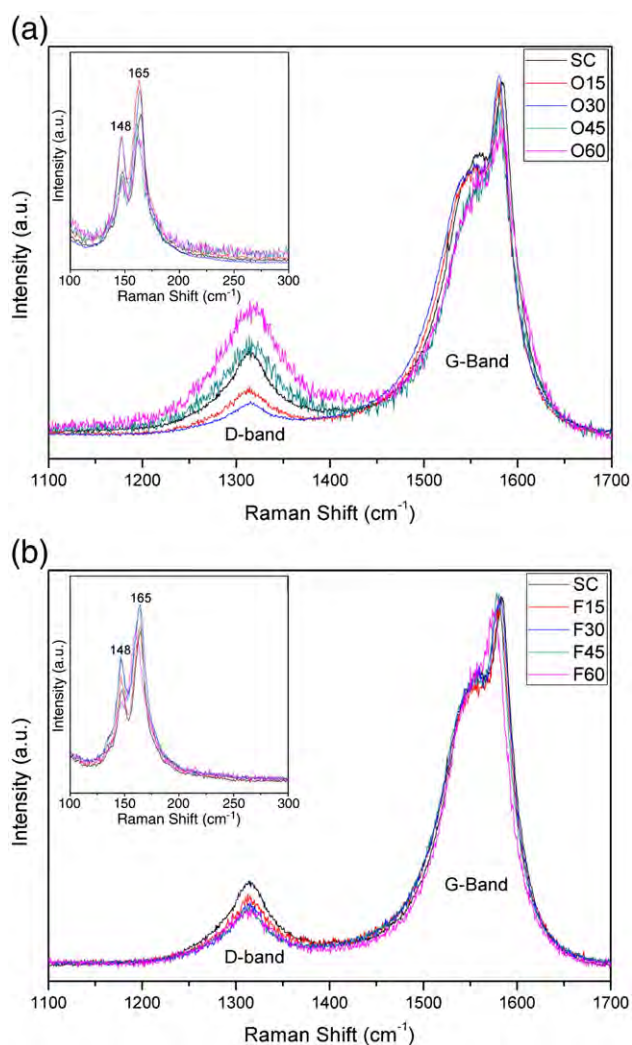 (a)
165
148
Intensity (a.u.)
100 150 200 250 300
Raman Shift (cm⁻¹)
SC
O15
O30
O45
O60
Intensity (a.u.)
G-Band
D-band
1100 1200 1300 1400 1500 1600 1700
Raman Shift (cm⁻¹)
(b)
165
148
Intensity (a.u.)
100 150 200 250 300
Raman Shift (cm⁻¹)
SC
F15
F30
F45
F60
Intensity (a.u.)
G-Band
D-band
1100 1200 1300 1400 1500 1600 1700
Raman Shift (cm⁻¹)